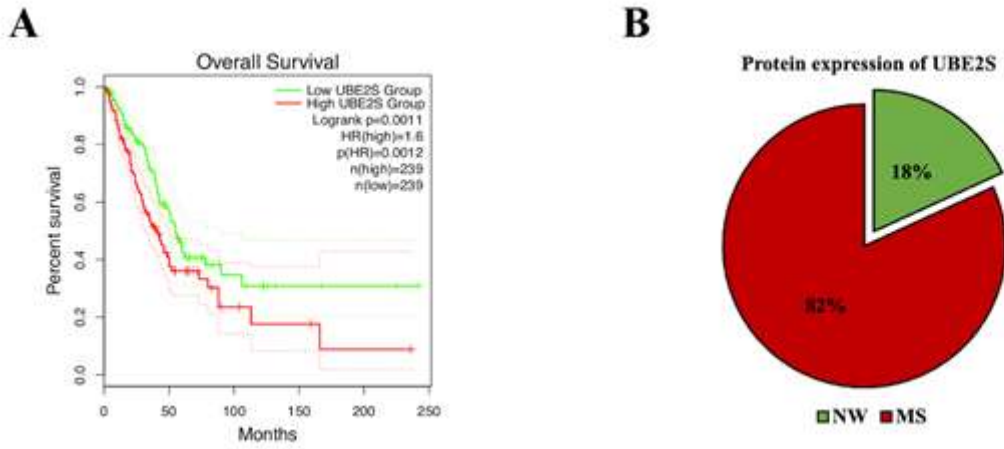 A
Overall Survival
Low UBE2S Group
High UBE2S Group
Logrank p=0.0011
HR(high)=1.6
p(HR)=0.0012
n(high)=239
n(low)=239
Percent survival
1.0
0.8
0.6
0.4
0.2
0.0
0 50 100 150 200 250
Months
B
Protein expression of UBE2S
18%
82%
NW MS